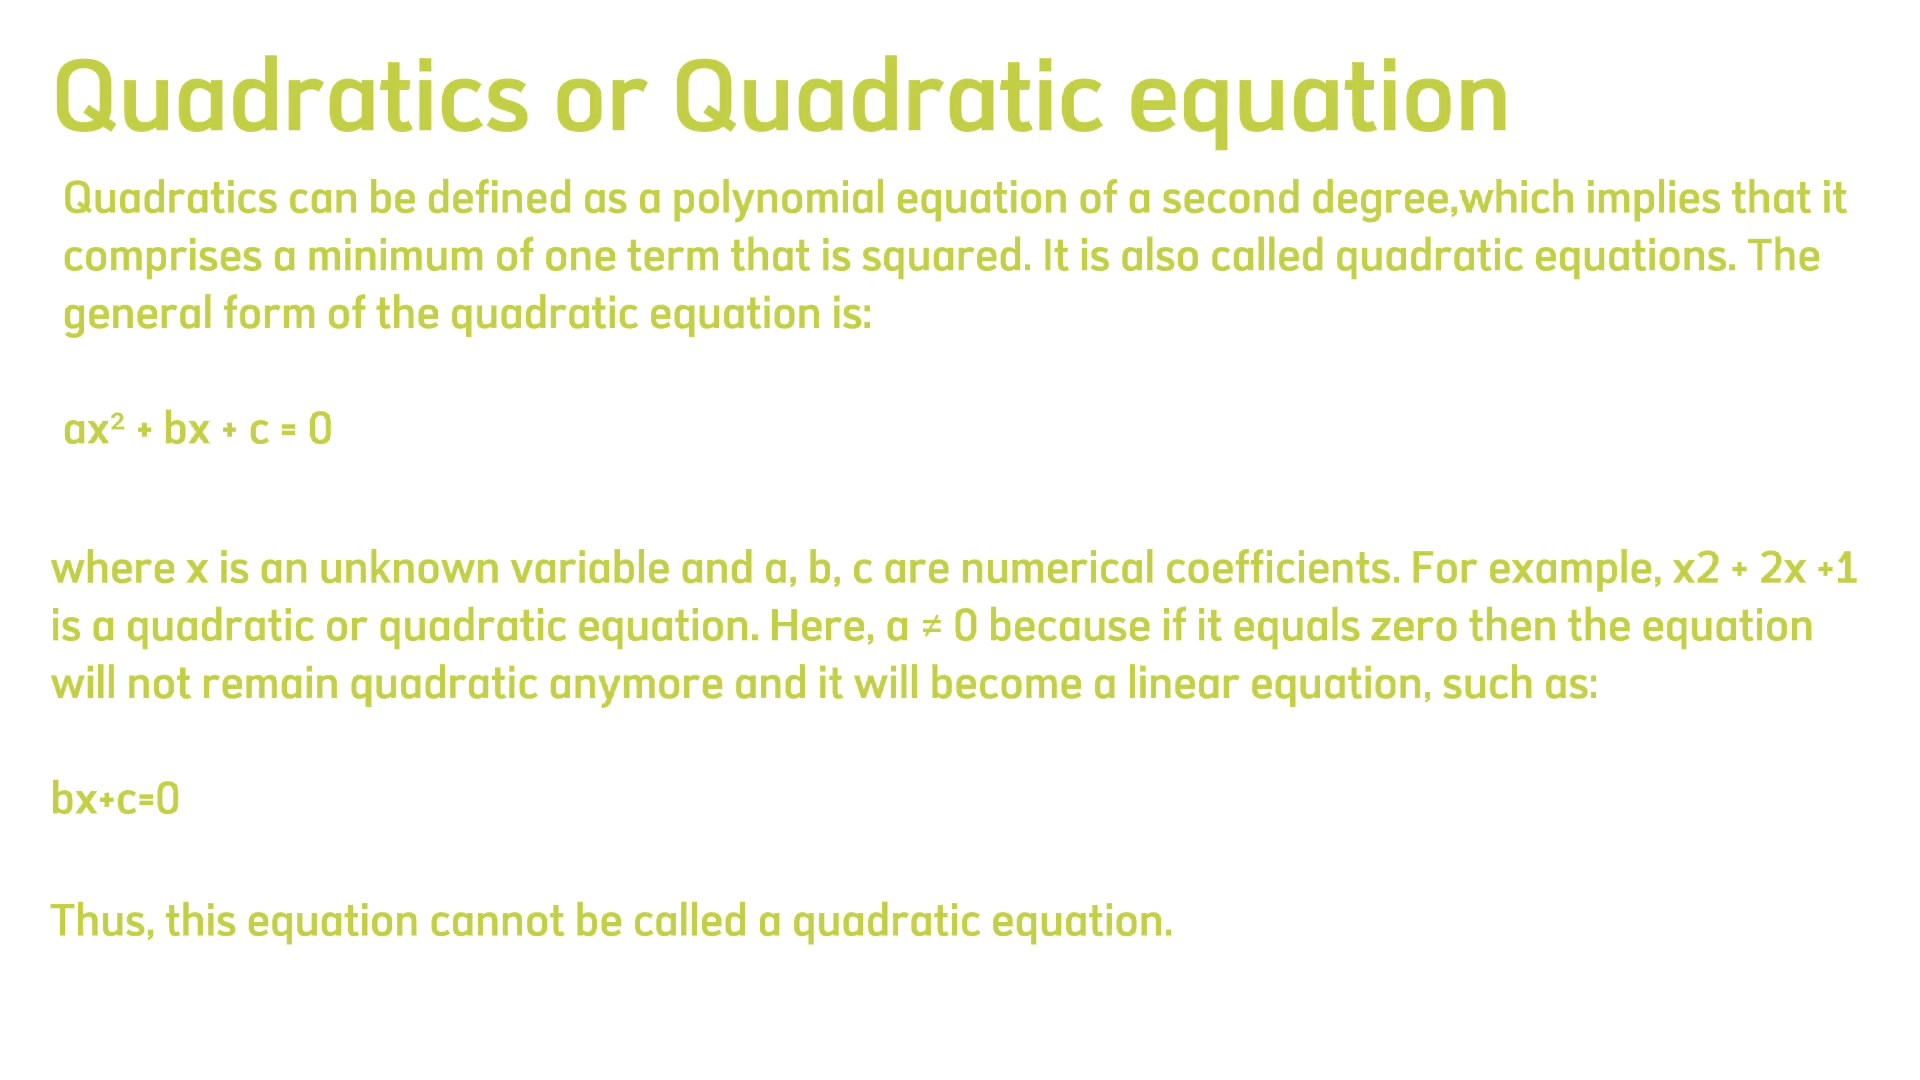 Quadratics or Quadratic equation
Quadratics can be defined as a polynomial equation of a second degree,which implies that it
comprises a minimum of one term that is squared. It is also called quadratic equations. The
general form of the quadratic equation is:
ax² + bx + c = 0
where x is an unknown variable and a, b, c are numerical coefficients. For example, x2 + 2x +1
is a quadratic or quadratic equation. Here, a ≠ 0 because if it equals zero then the equation
will not remain quadratic anymore and it will become a linear equation, such as:
bx+c=0
Thus, this equation cannot be called a quadratic equation.